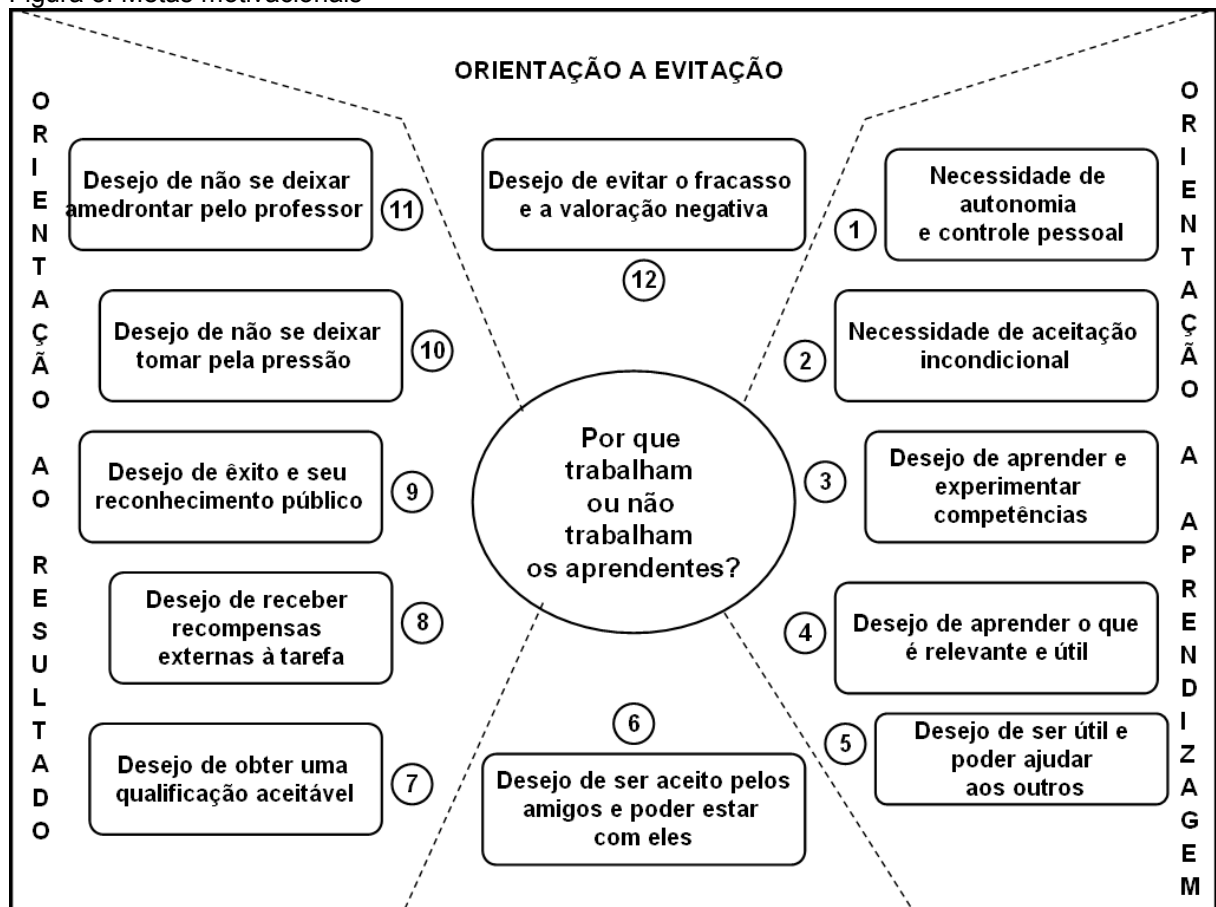 ORIENTAÇÃO A EVITAÇÃO
ORIENTAÇÃO AO RESULTADO
ORIENTAÇÃO A APRENDIZAGEM
Desejo de não se deixar
amedrontar pelo professor
11
Desejo de evitar o fracasso
e a valoração negativa
12
1
Necessidade de
autonomia
e controle pessoal
Desejo de não se deixar
tomar pela pressão
10
2
Necessidade de aceitação
incondicional
Por que
trabalham
ou não
trabalham
os aprendentes?
Desejo de êxito e seu
reconhecimento público
9
3
Desejo de aprender e
experimentar
competências
Desejo de receber
recompensas
externas à tarefa
8
4
Desejo de aprender o que
é relevante e útil
Desejo de obter uma
qualificação aceitável
7
6
Desejo de ser aceito pelos
amigos e poder estar
com eles
5
Desejo de ser útil e
poder ajudar
aos outros